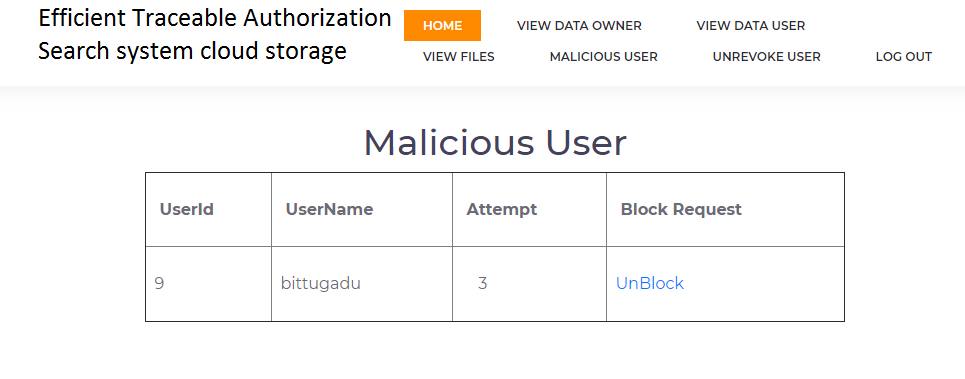 Efficient Traceable Authorization
Search system cloud storage
HOME VIEW DATA OWNER VIEW DATA USER
VIEW FILES MALICIOUS USER UNREVOKE USER LOG OUT
Malicious User
UserId UserName Attempt Block Request
9 bittugadu 3 UnBlock